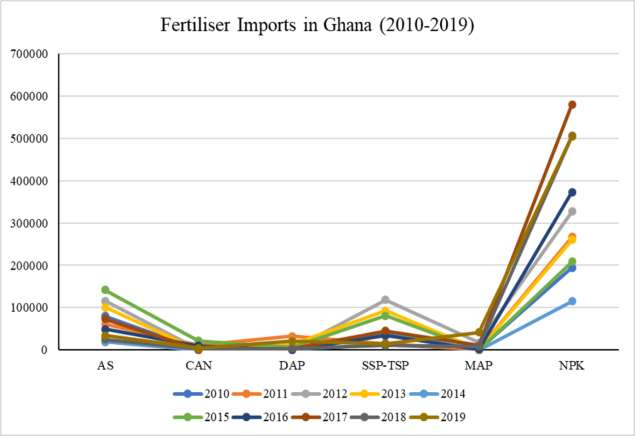 Fertiliser Imports in Ghana (2010-2019)
700000
600000
500000
400000
300000
200000
100000
0
AS CAN DAP SSP-TSP MAP NPK
2010 2011 2012 2013 2014
2015 2016 2017 2018 2019